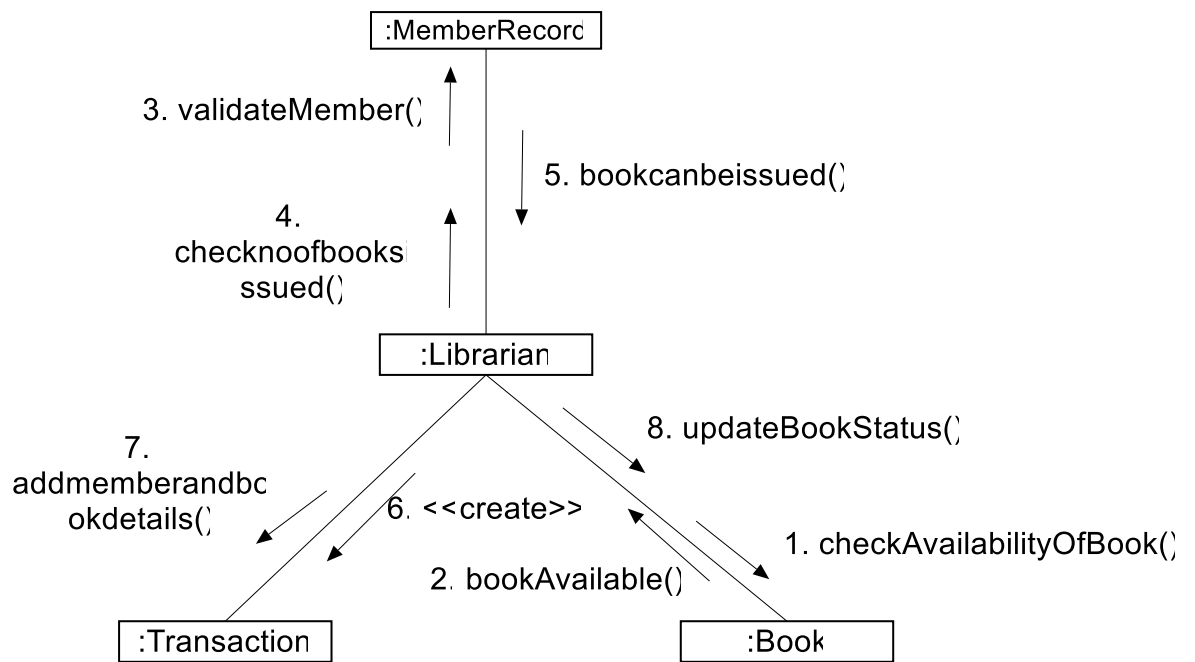 :MemberRecord
3. validateMember()
5. bookcanbeissued()
4.
checknoofbooksi
ssued()
:Librarian
8. updateBookStatus()
7.
addmemberandbo
okdetails()
6. <<create>>
1. checkAvailabilityOfBook()
2. bookAvailable()
:Transaction
:Book